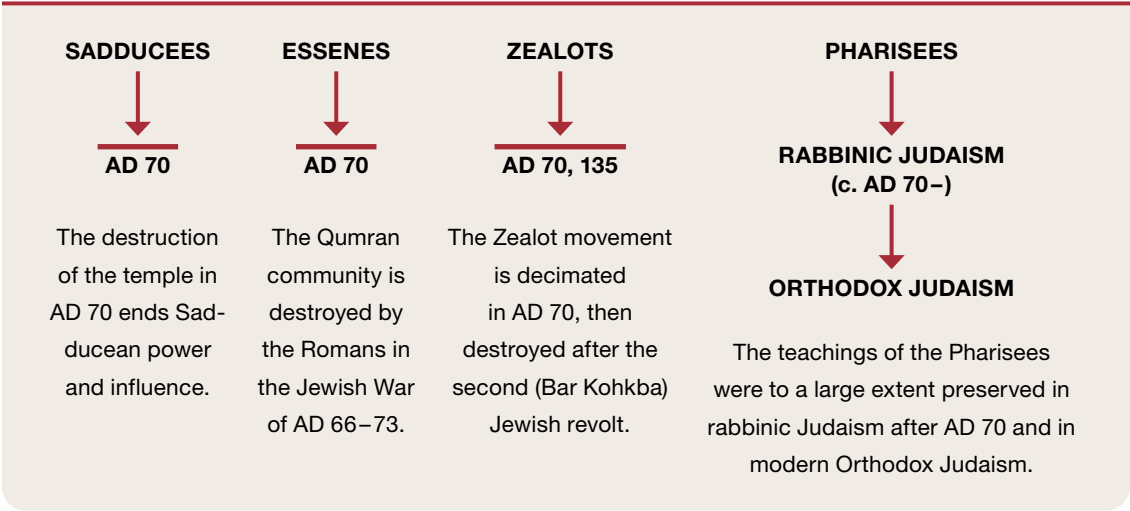 SADDUCEES
AD 70
The destruction
of the temple in
AD 70 ends Sad-
ducean power
and influence.
ESSENES
AD 70
The Qumran
community is
destroyed by
the Romans in
the Jewish War
of AD 66–73.
ZEALOTS
AD 70, 135
The Zealot movement
is decimated
in AD 70, then
destroyed after the
second (Bar Kohkba)
Jewish revolt.
PHARISEES
RABBINIC JUDAISM
(c. AD 70–)
ORTHODOX JUDAISM
The teachings of the Pharisees
were to a large extent preserved in
rabbinic Judaism after AD 70 and in
modern Orthodox Judaism.